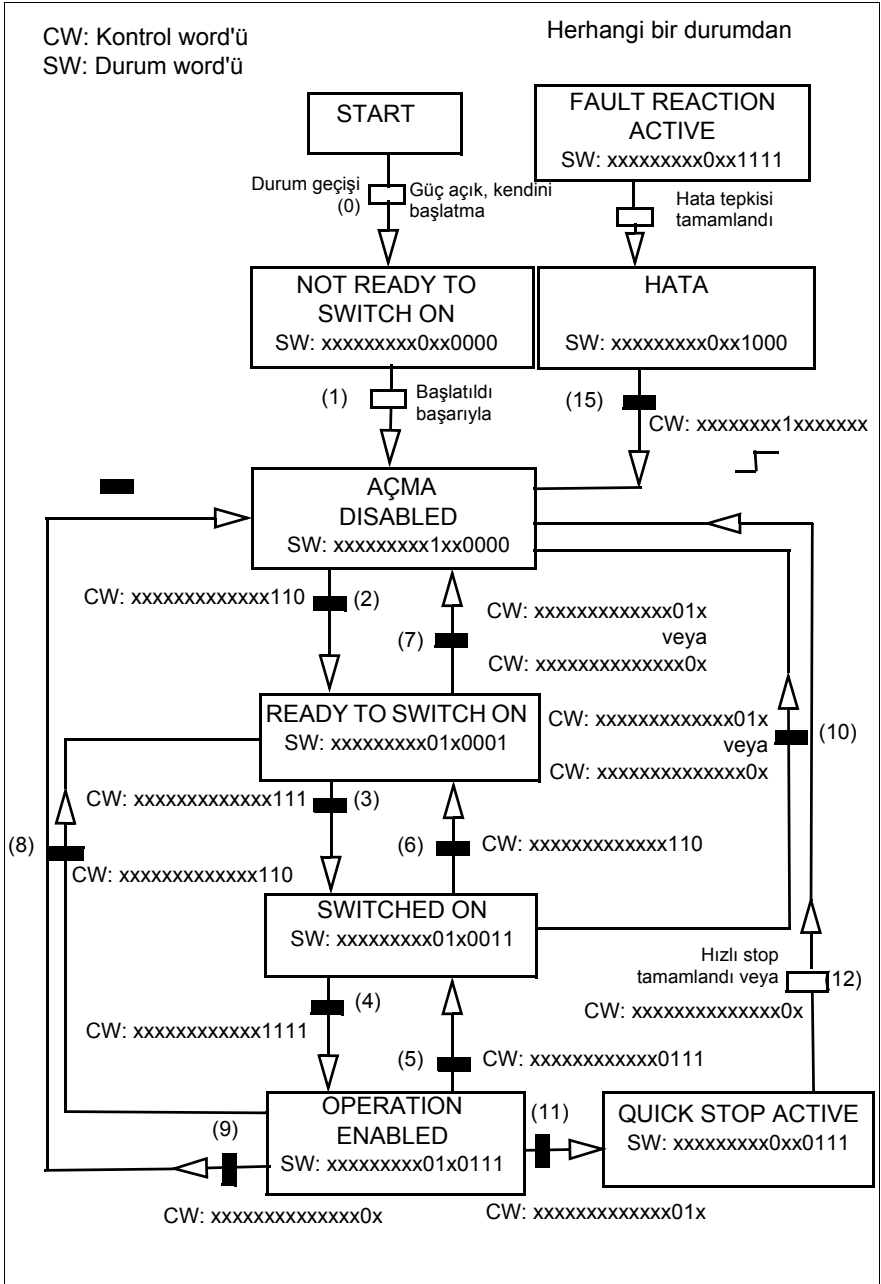 CW: Kontrol word'ü
SW: Durum word'ü
Herhangi bir durumdan
START
FAULT REACTION
ACTIVE
SW: xxxxxxxxx0xx1111
Durum geçişi
(0)
Güç açık, kendini
başlatma
Hata tepkisi
tamamlandı
NOT READY TO
SWITCH ON
SW: xxxxxxxxx0xx0000
HATA
SW: xxxxxxxxx0xx1000
(1)
Başlatıldı
başarıyla
(15)
CW: xxxxxxxx1xxxxxxx
AÇMA
DISABLED
SW: xxxxxxxxx1xx0000
CW: xxxxxxxxxxxxx110
(2)
(7)
CW: xxxxxxxxxxxxx01x
veya
CW: xxxxxxxxxxxxxx0x
READY TO SWITCH ON
SW: xxxxxxxxx01x0001
CW: xxxxxxxxxxxxx01x
veya
CW: xxxxxxxxxxxxxx0x
(10)
CW: xxxxxxxxxxxxx111
(3)
(8)
CW: xxxxxxxxxxxxx110
(6)
CW: xxxxxxxxxxxxx110
SWITCHED ON
SW: xxxxxxxxx01x0011
Hızlı stop
tamamlandı veya
(12)
CW: xxxxxxxxxxxxxx0x
(4)
CW: xxxxxxxxxxxx1111
(5)
CW: xxxxxxxxxxxx0111
OPERATION
ENABLED
SW: xxxxxxxxx01x0111
(9)
(11)
QUICK STOP ACTIVE
SW: xxxxxxxxx0xx0111
CW: xxxxxxxxxxxxxx0x
CW: xxxxxxxxxxxxx01x